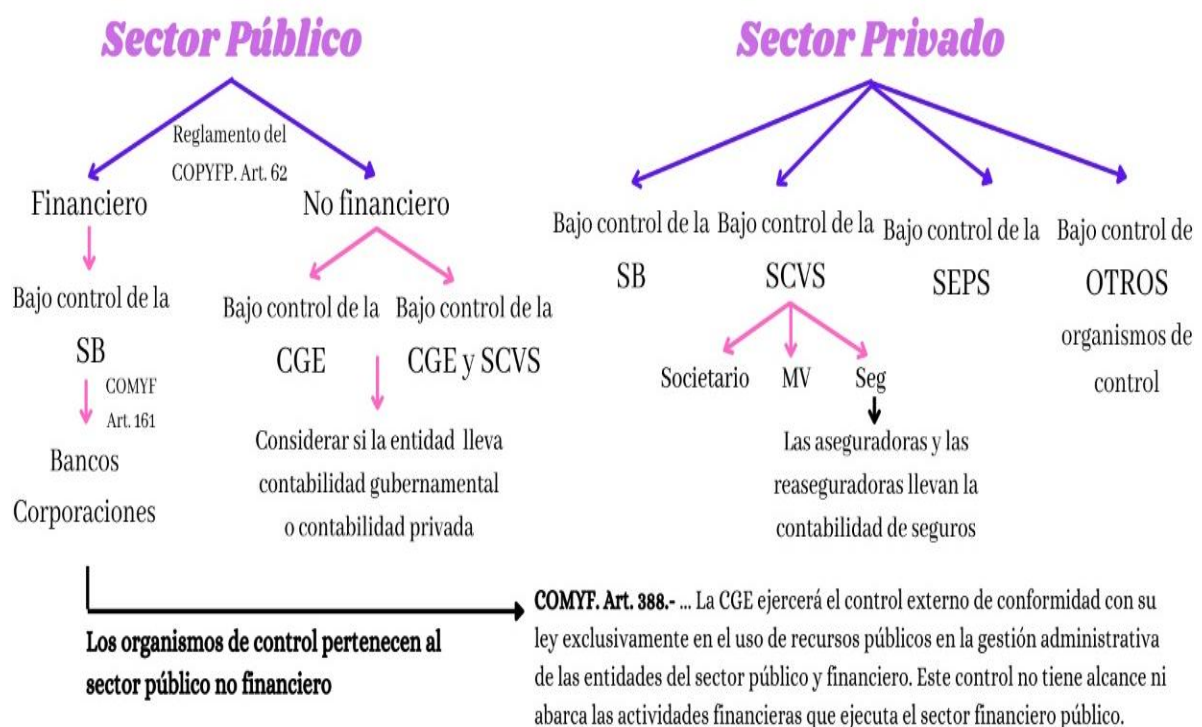 Sector Público
Reglamento del
COPYFP. Art. 62
Financiero
No financiero
Bajo control de la
SB
COMYF
Art. 161
Bancos
Corporaciones
Bajo control de la
CGE
Bajo control de la
CGE y SCVS
Considerar si la entidad lleva
contabilidad gubernamental
o contabilidad privada
Sector Privado
Bajo control de la
SB
Bajo control de la
SCVS
Bajo control de la
SEPS
Bajo control de
OTROS
organismos de
control
Societario
MV
Seg
Las aseguradoras y las
reaseguradoras llevan la
contabilidad de seguros
Los organismos de control pertenecen al
sector público no financiero
COMYF. Art. 388.- ... La CGE ejercerá el control externo de conformidad con su
ley exclusivamente en el uso de recursos públicos en la gestión administrativa
de las entidades del sector público y financiero. Este control no tiene alcance ni
abarca las actividades financieras que ejecuta el sector financiero público.